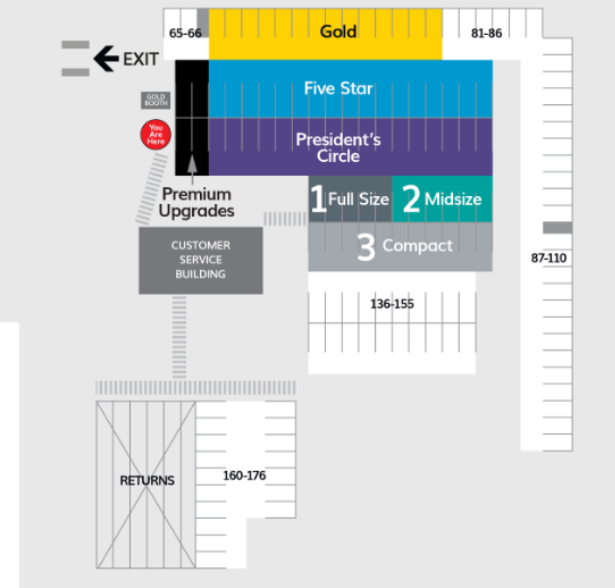 65-66
Gold
81-86
EXIT
Five Star
GOLD
BOOTH
You
Are
Here
President's
Circle
Premium
Upgrades
1 Full Size
2 Midsize
CUSTOMER
SERVICE
BUILDING
3 Compact
87-110
136-155
RETURNS
160-176